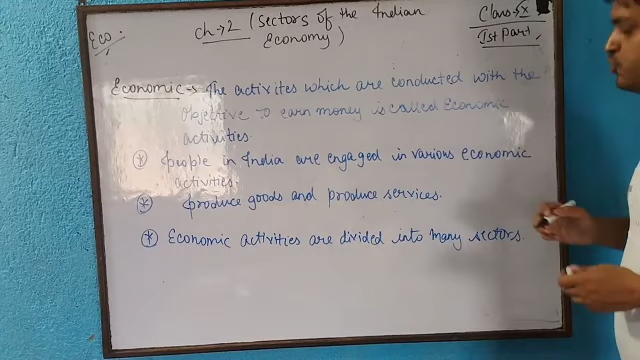 Eco:
Ch→2 (Sectors of the Indian
Economy)
Class→X
Ist Part
Economic→ The activites which are conducted with the
objective to earn money is called Economic
activities.
* people in India are engaged in various economic
activities.
* produce goods and produce services.
* Economic activities are divided into many sectors.